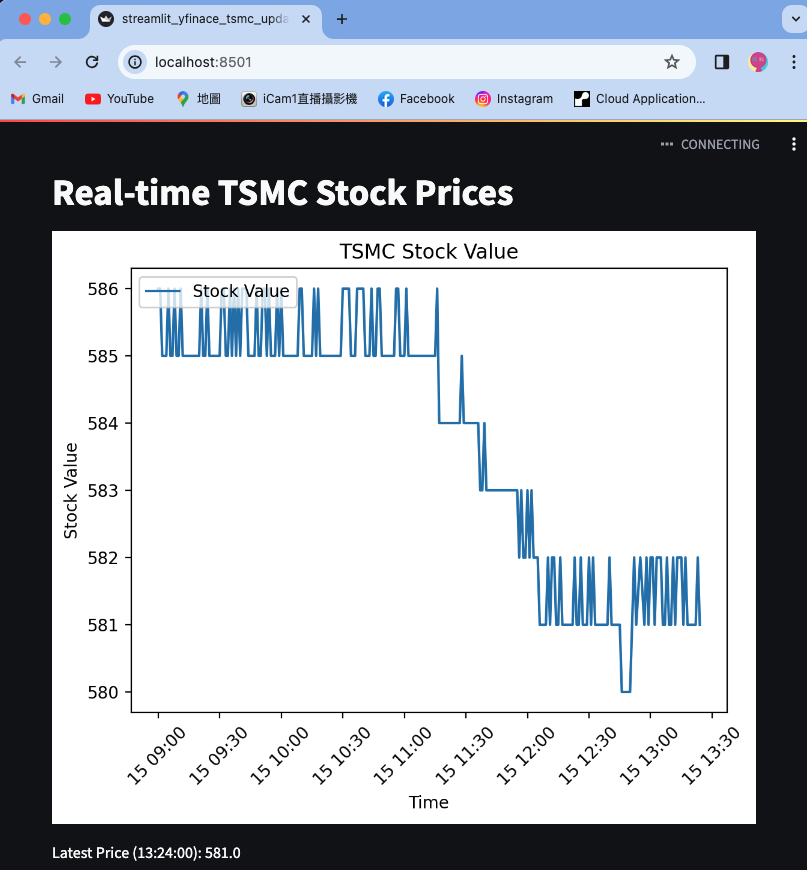 streamlit_yfinace_tsmc_upda
localhost:8501
Gmail YouTube 地圖 iCam1直播攝影機 Facebook Instagram Cloud Application...
CONNECTING
Real-time TSMC Stock Prices
TSMC Stock Value
Stock Value
586
585
584
583
582
581
580
Stock Value
15 09:00 15 09:30 15 10:00 15 10:30 15 11:00 15 11:30 15 12:00 15 12:30 15 13:00 15 13:30
Time
Latest Price (13:24:00): 581.0